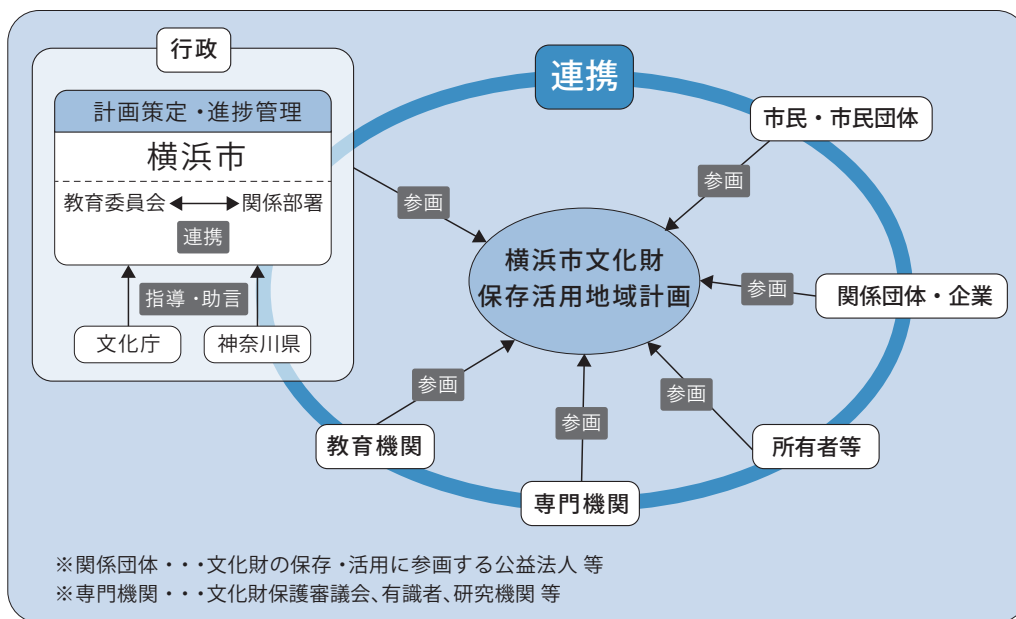 行政
計画策定・進捗管理
横浜市
教育委員会
関係部署
連携
指導・助言
文化庁
神奈川県
連携
参画
市民・市民団体
参画
横浜市文化財
保存活用地域計画
参画
関係団体・企業
参画
教育機関
参画
専門機関
参画
所有者等
※関係団体・・・文化財の保存・活用に参画する公益法人 等
※専門機関・・・文化財保護審議会、有識者、研究機関 等